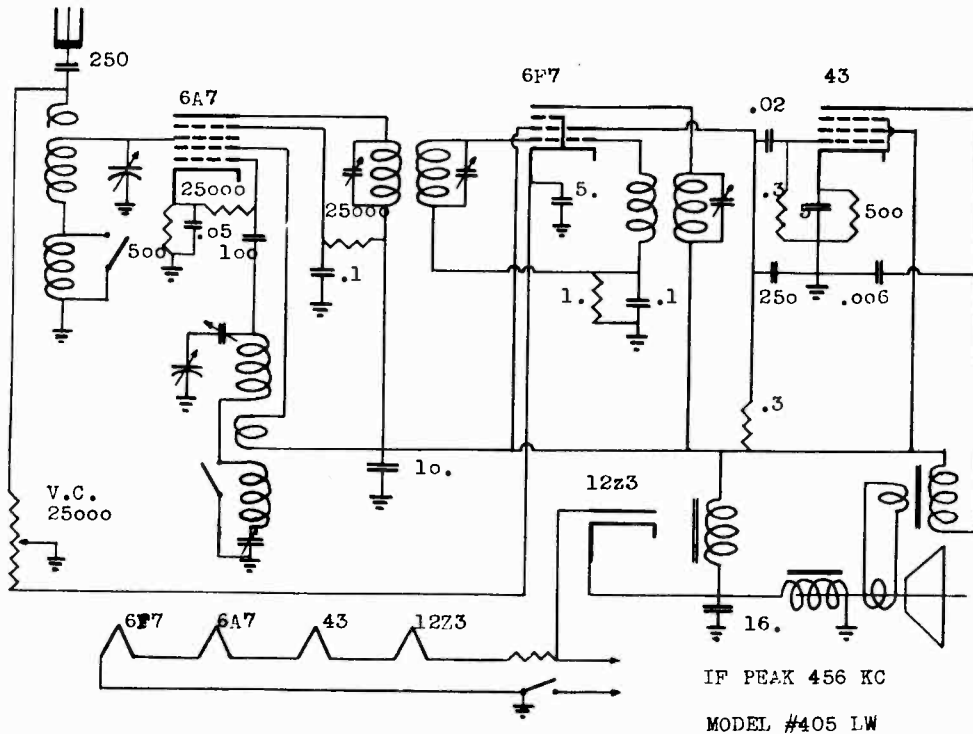 250
6A7
6F7
43
.02
25000
.05
500
100
25000
.1
5.
.3
5
500
1.
.1
250
.006
.3
10.
V.C.
25000
12z3
16.
6F7
6A7
43
12Z3
IF PEAK 456 KC
MODEL #405 LW